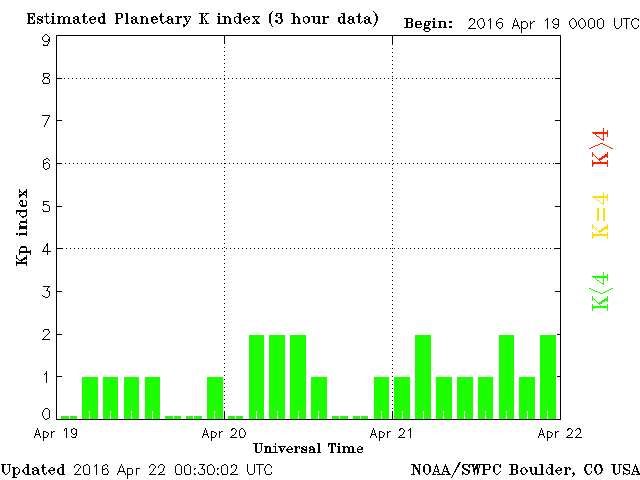 Estimated Planetary K index (3 hour data) Begin: 2016 Apr 19 0000 UTC
9
8
7
6
5
4
3
2
1
0
Kp index
K>4
K=4
K<4
Apr 19 Apr 20 Apr 21 Apr 22
Universal Time
Updated 2016 Apr 22 00:30:02 UTC NOAA/SWPC Boulder, CO USA